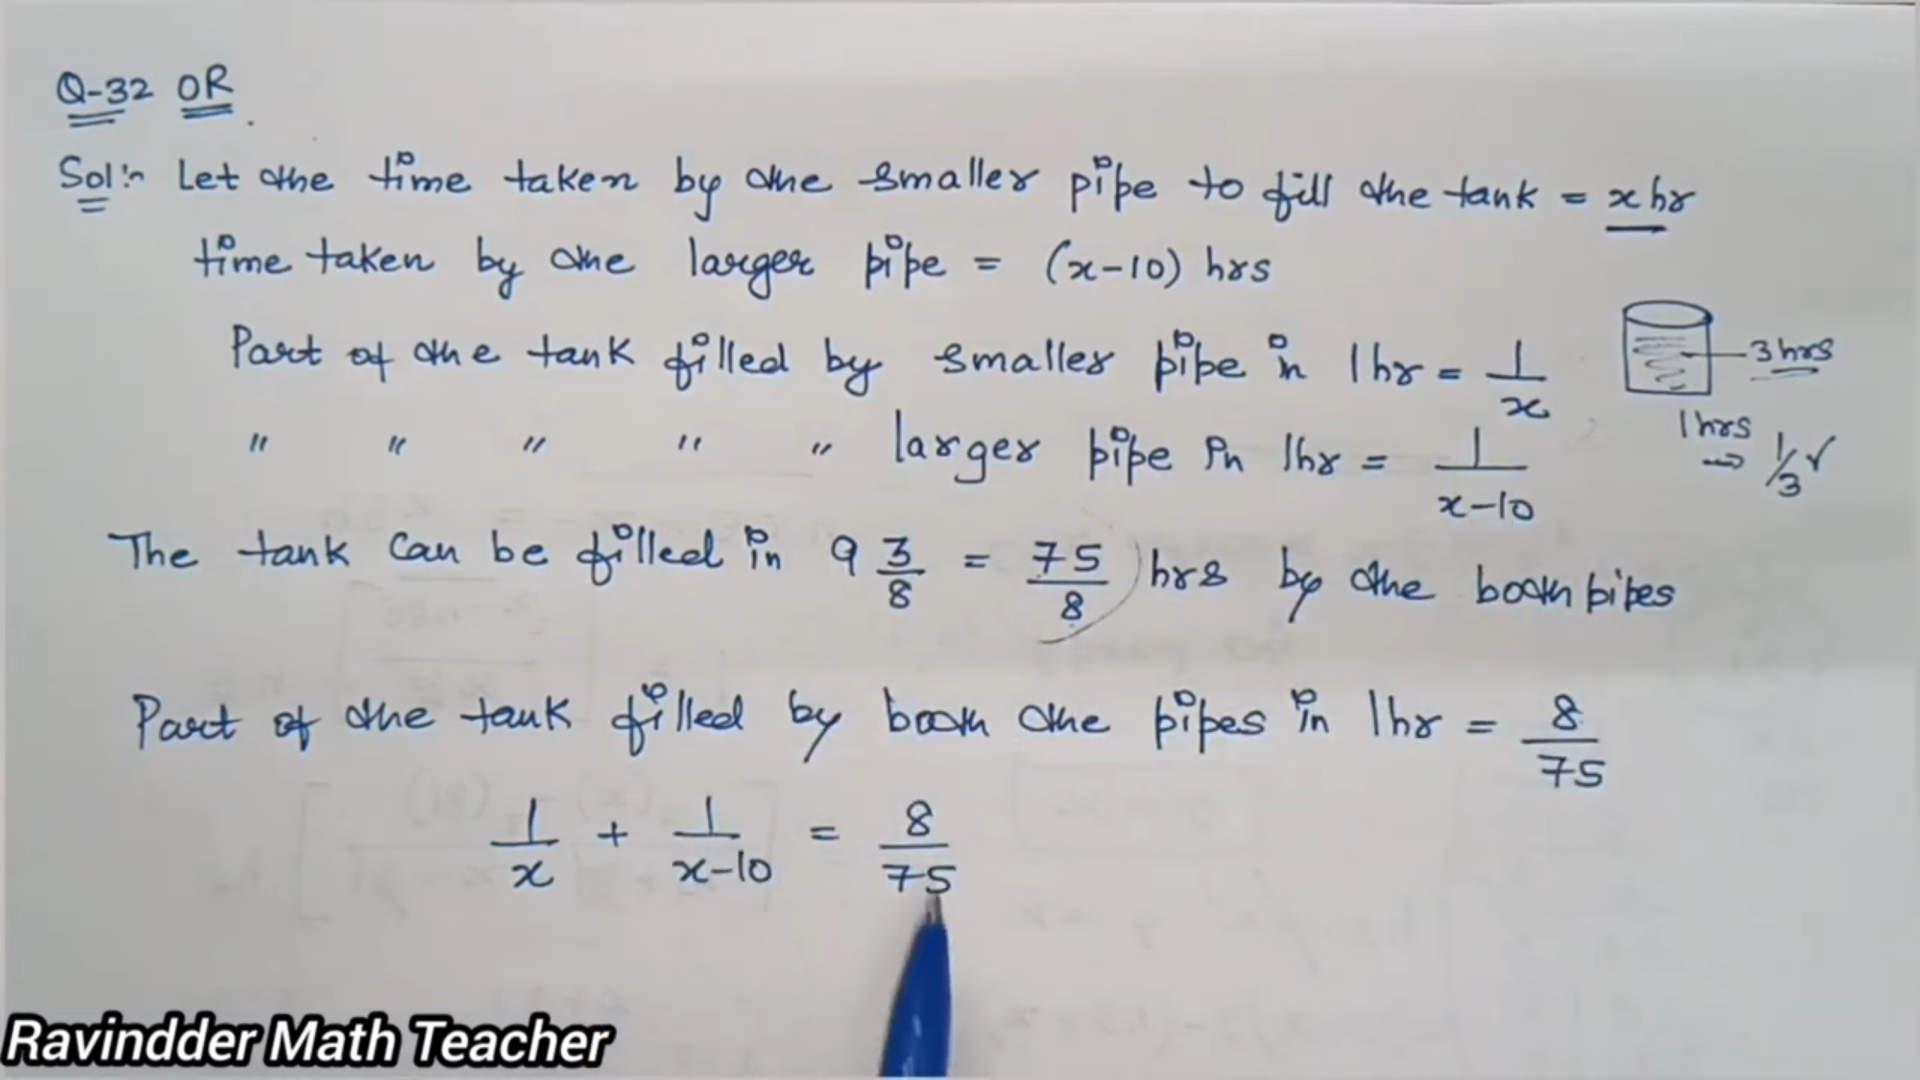 Q-32 OR
Sol:n Let the time taken by the smaller pipe to fill the tank = x hr
time taken by the larger pipe = (x-10) hrs
Part of the tank filled by smaller pipe in 1hr = 1/x
" " " " " larger pipe in 1hr = 1/(x-10)
3 hrs
1 hrs
→ 1/3 ✓
The tank can be filled in 9 3/8 = 75/8 hrs by the both pipes
Part of the tank filled by both the pipes in 1hr = 8/75
1/x + 1/(x-10) = 8/75
Ravindder Math Teacher